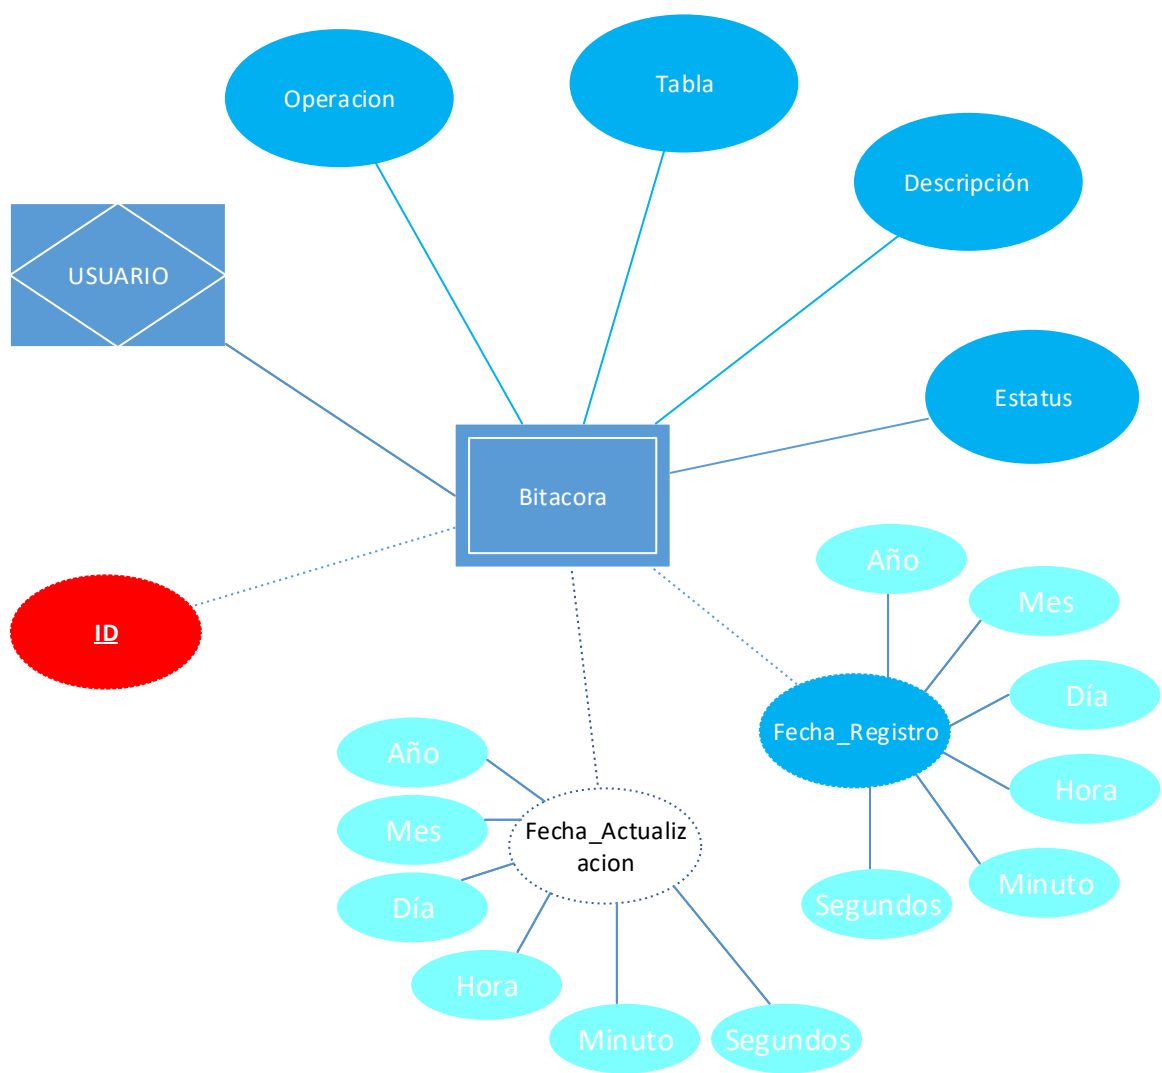 Operacion
Tabla
Descripción
USUARIO
Estatus
Bitacora
Año
Mes
ID
Día
Fecha_Registro
Hora
Minuto
Segundos
Año
Mes
Fecha_Actualiz
acion
Día
Hora
Minuto
Segundos